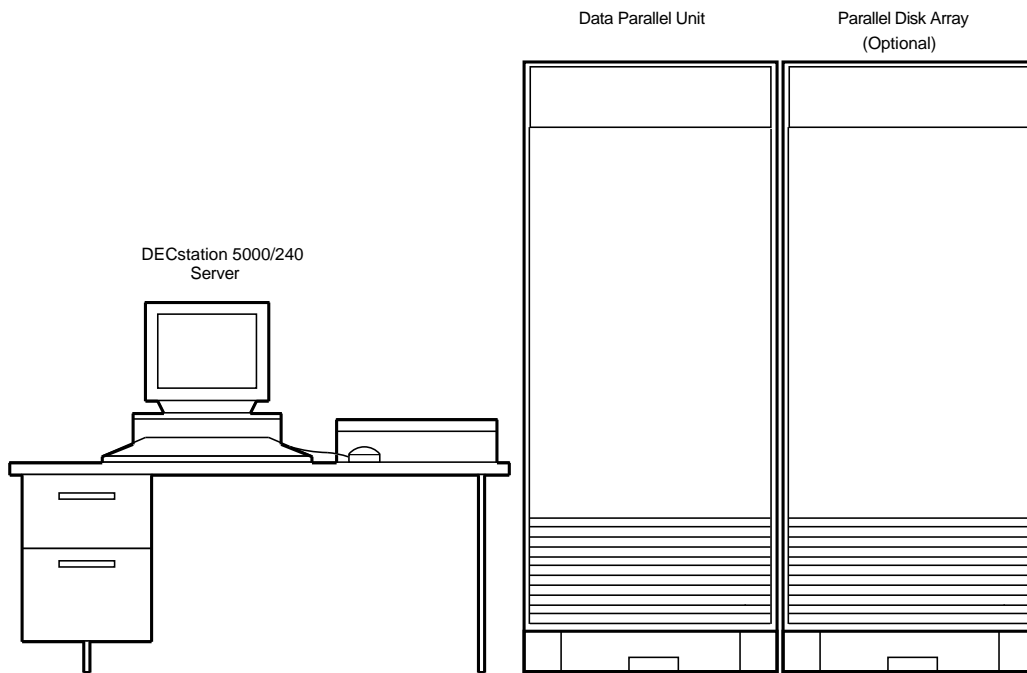 Data Parallel Unit
Parallel Disk Array
(Optional)
DECstation 5000/240
Server